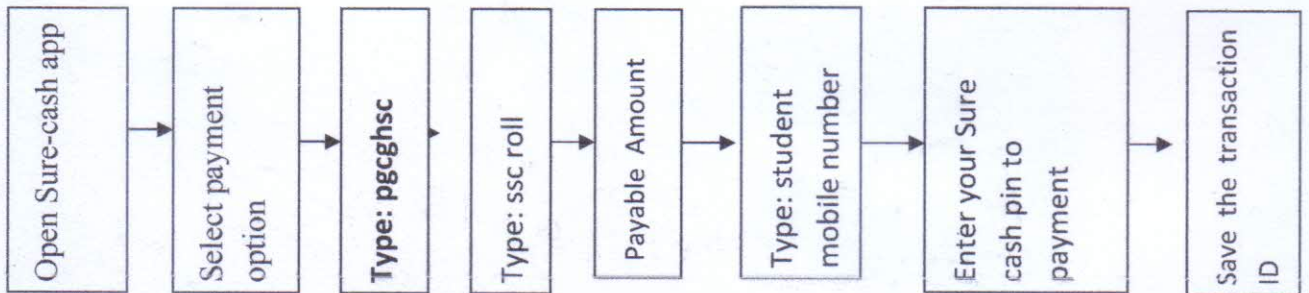 Open Sure-cash app
Select payment
option
Type: pgcghsc
Type: ssc roll
Payable Amount
Type: student
mobile number
Enter your Sure
cash pin to
payment
Save the transaction
ID